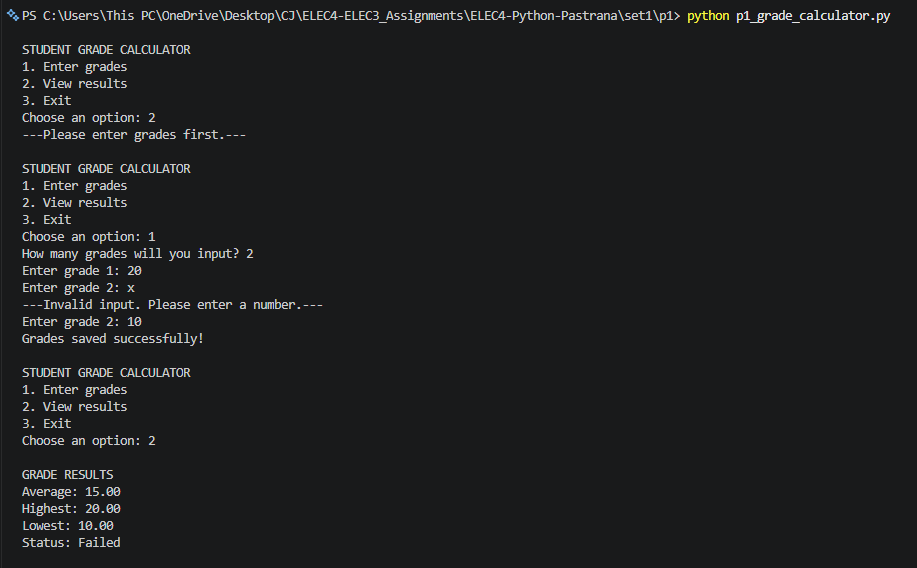 PS C:\Users\This PC\OneDrive\Desktop\CJ\ELEC4-ELEC3_Assignments\ELEC4-Python-Pastrana\set1\p1> python p1_grade_calculator.py
STUDENT GRADE CALCULATOR
1. Enter grades
2. View results
3. Exit
Choose an option: 2
---Please enter grades first.---
STUDENT GRADE CALCULATOR
1. Enter grades
2. View results
3. Exit
Choose an option: 1
How many grades will you input? 2
Enter grade 1: 20
Enter grade 2: x
---Invalid input. Please enter a number.---
Enter grade 2: 10
Grades saved successfully!
STUDENT GRADE CALCULATOR
1. Enter grades
2. View results
3. Exit
Choose an option: 2
GRADE RESULTS
Average: 15.00
Highest: 20.00
Lowest: 10.00
Status: Failed